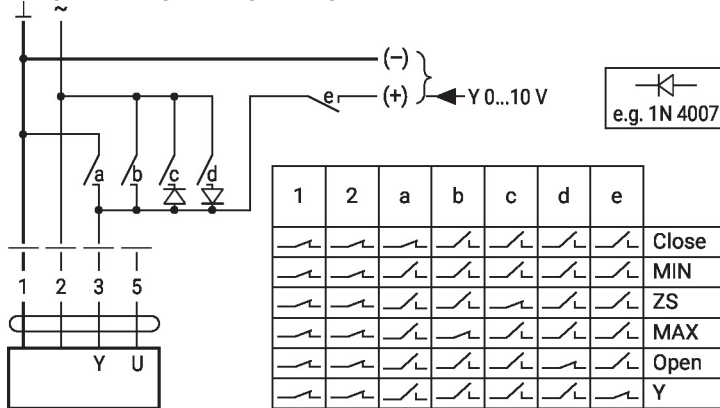 ⊥ ~
(−)
e (+) Y 0...10 V
e.g. 1N 4007
a b c d
1 2 a b c d e
Close
MIN
ZS
MAX
Open
Y
1 2 3 5
Y U